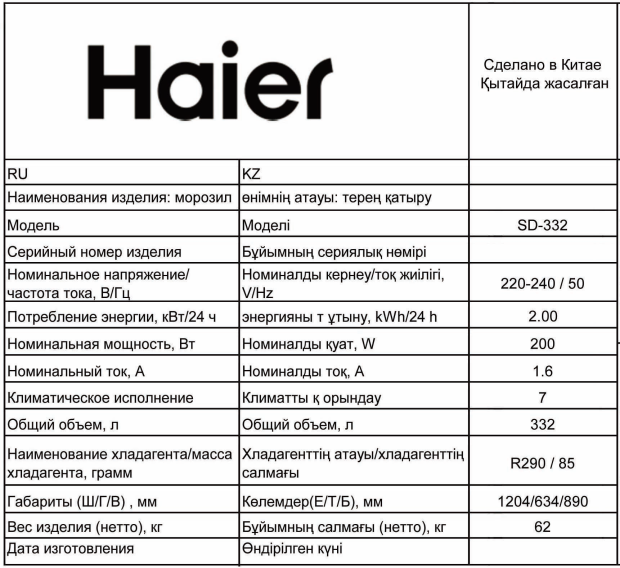 Haier
Сделано в Китае
Қытайда жасалған
RU KZ
Наименования изделия: морозил өнімнің атауы: терең қатыру
Модель Моделі SD-332
Серийный номер изделия Бұйымның сериялық нөмірі
Номинальное напряжение/ Номиналды кернеу/тоқ жиілігі, 220-240 / 50
частота тока, В/Гц V/Hz
Потребление энергии, кВт/24 ч энергияны т ұтыну, kWh/24 h 2.00
Номинальная мощность, Вт Номиналды қуат, W 200
Номинальный ток, А Номиналды тоқ, А 1.6
Климатическое исполнение Климатты қ орындау 7
Общий объем, л Общий объем, л 332
Наименование хладагента/масса Хладагенттің атауы/хладагенттің R290 / 85
хладагента, грамм салмағы
Габариты (Ш/Г/В) , мм Көлемдер(Е/Т/Б), мм 1204/634/890
Вес изделия (нетто), кг Бұйымның салмағы (нетто), кг 62
Дата изготовления Өндірілген күні